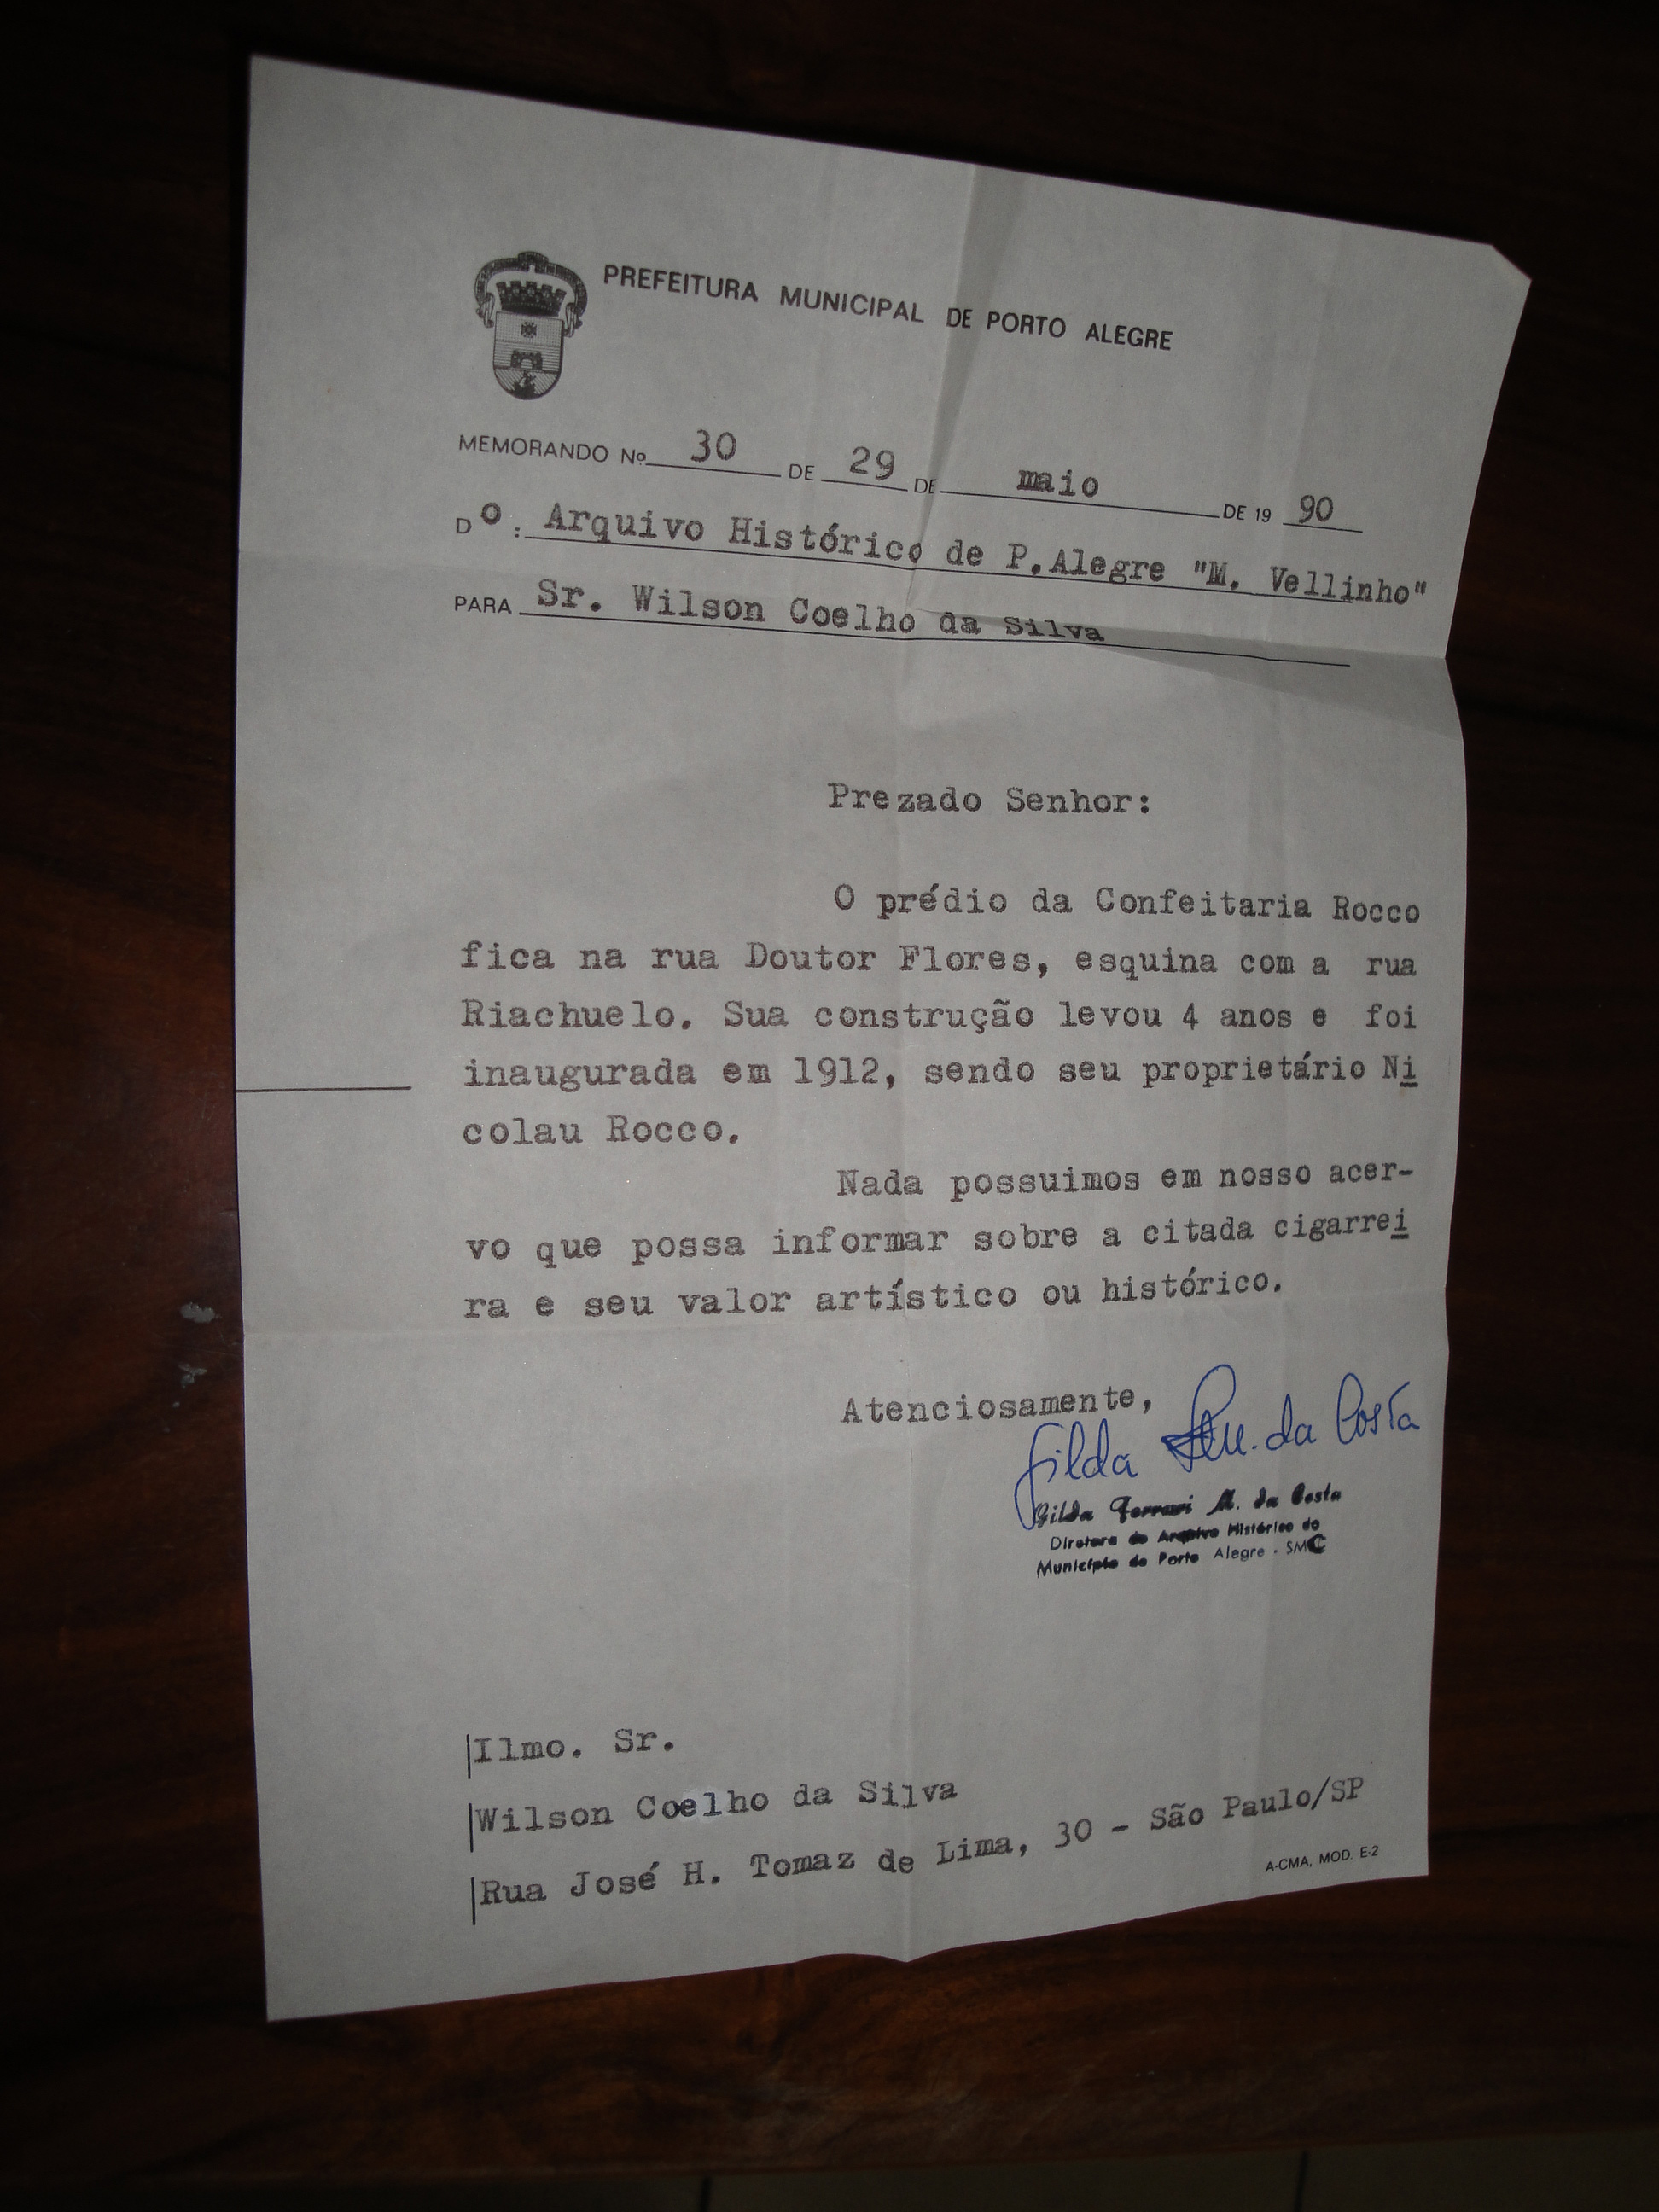 PREFEITURA MUNICIPAL DE PORTO ALEGRE
MEMORANDO Nº 30 DE 29 DE maio DE 19 90
Do : Arquivo Histórico de P.Alegre "M. Vellinho"
PARA Sr. Wilson Coelho da Silva
Prezado Senhor:
O prédio da Confeitaria Rocco
fica na rua Doutor Flores, esquina com a rua
Riachuelo. Sua construção levou 4 anos e foi
inaugurada em 1912, sendo seu proprietário Ni
colau Rocco.
Nada possuimos em nosso acer-
vo que possa informar sobre a citada cigarrei
ra e seu valor artístico ou histórico.
Atenciosamente,
Gilda da Costa
Gilda Ferrari M. da Costa
Diretora do Arquivo Histórico do
Município de Porto Alegre - SMC
Ilmo. Sr.
Wilson Coelho da Silva
Rua José H. Tomaz de Lima, 30 - São Paulo/SP
A-CMA, MOD. E-2